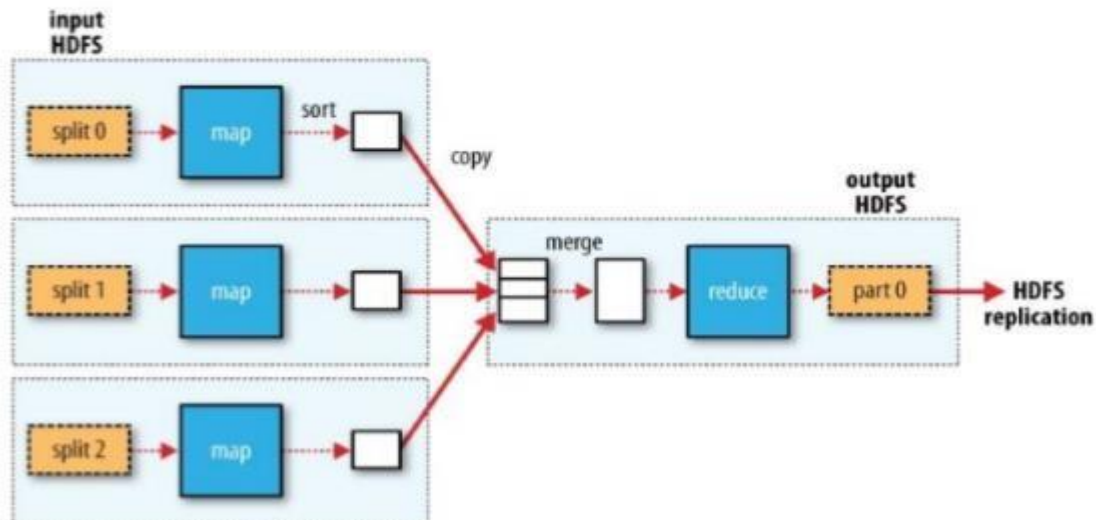 input
HDFS
split 0
map
sort
copy
split 1
map
split 2
map
merge
reduce
output
HDFS
part 0
HDFS
replication